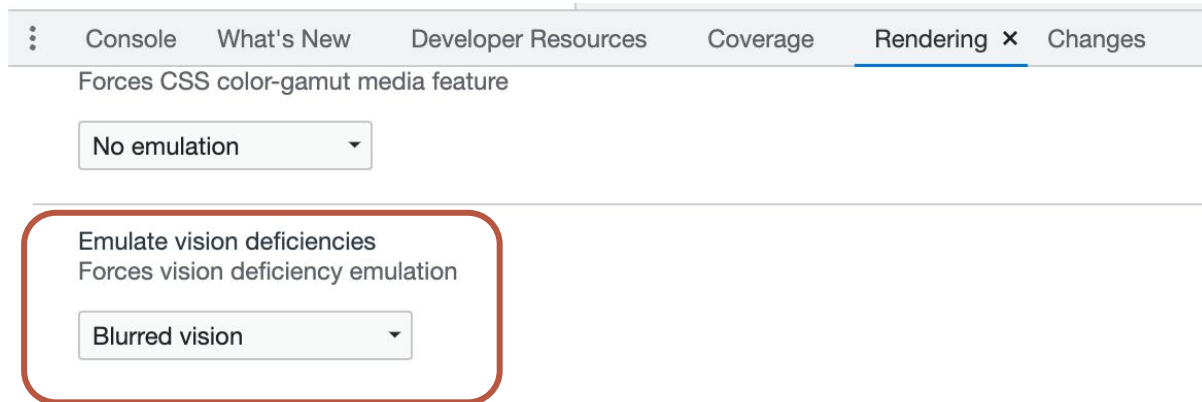 Console What's New Developer Resources Coverage Rendering × Changes
Forces CSS color-gamut media feature
No emulation
Emulate vision deficiencies
Forces vision deficiency emulation
Blurred vision